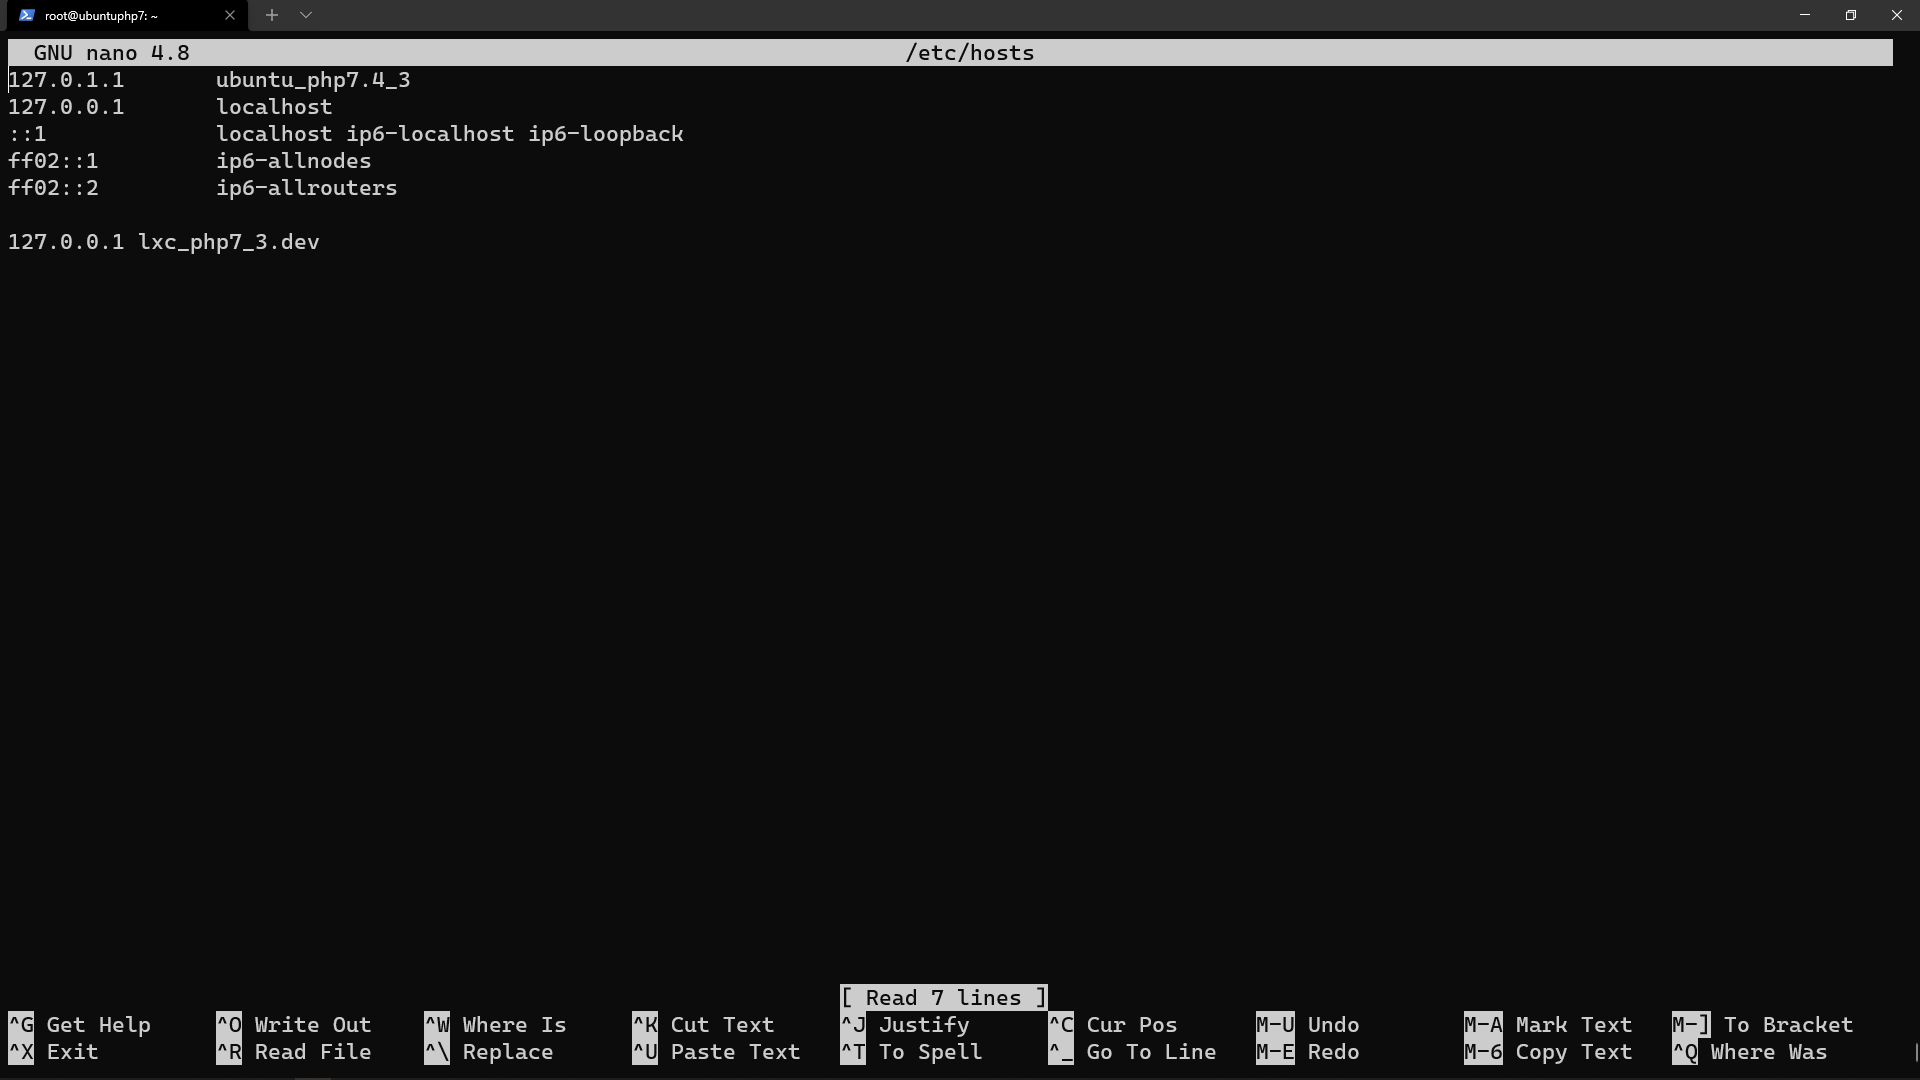 root@ubuntuphp7: ~
GNU nano 4.8 /etc/hosts
127.0.1.1 ubuntu_php7.4_3
127.0.0.1 localhost
::1 localhost ip6-localhost ip6-loopback
ff02::1 ip6-allnodes
ff02::2 ip6-allrouters
127.0.0.1 lxc_php7_3.dev
[ Read 7 lines ]
^G Get Help ^O Write Out ^W Where Is ^K Cut Text ^J Justify ^C Cur Pos M-U Undo M-A Mark Text M-] To Bracket
^X Exit ^R Read File ^\ Replace ^U Paste Text ^T To Spell ^_ Go To Line M-E Redo M-6 Copy Text ^Q Where Was